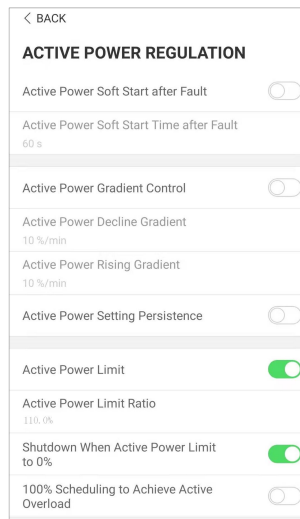 < BACK
ACTIVE POWER REGULATION
Active Power Soft Start after Fault
Active Power Soft Start Time after Fault
60 s
Active Power Gradient Control
Active Power Decline Gradient
10 %/min
Active Power Rising Gradient
10 %/min
Active Power Setting Persistence
Active Power Limit
Active Power Limit Ratio
110.0%
Shutdown When Active Power Limit
to 0%
100% Scheduling to Achieve Active
Overload